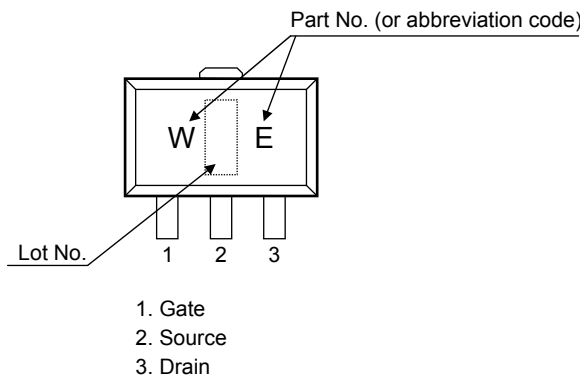 Part No. (or abbreviation code)
W E
Lot No.
1 2 3
1. Gate
2. Source
3. Drain